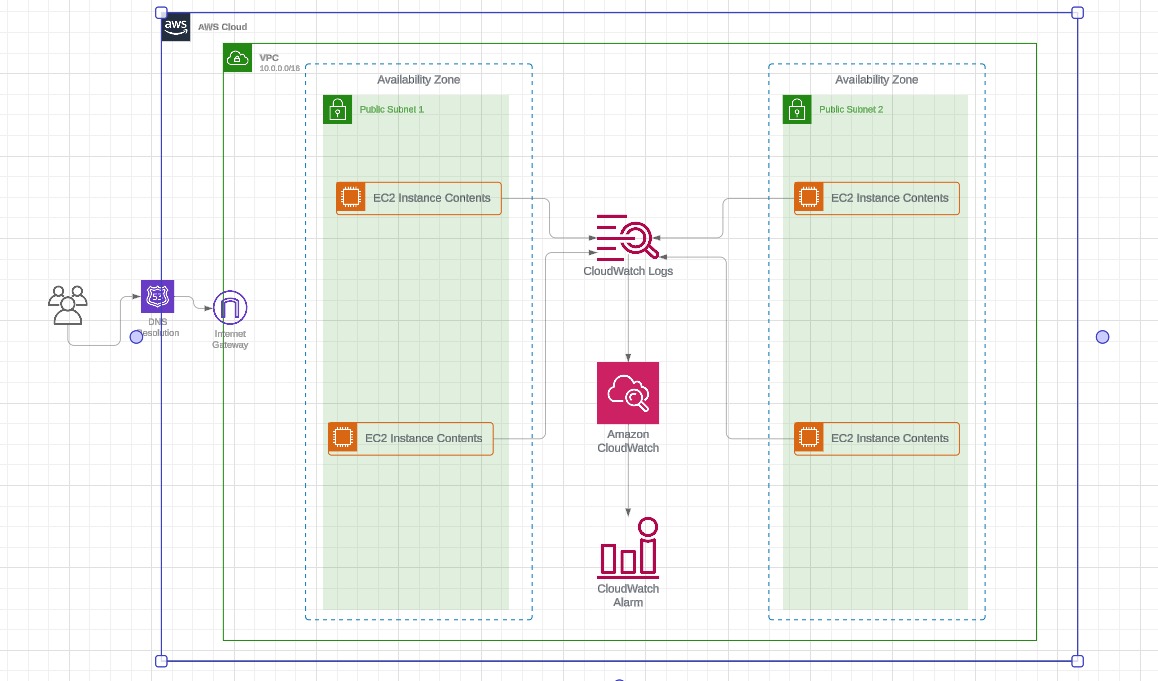 aws
AWS Cloud
VPC
10.0.0.0/16
Availability Zone
Public Subnet 1
EC2 Instance Contents
EC2 Instance Contents
Availability Zone
Public Subnet 2
EC2 Instance Contents
EC2 Instance Contents
CloudWatch Logs
Amazon
CloudWatch
CloudWatch
Alarm
53
DNS
Resolution
Internet
Gateway